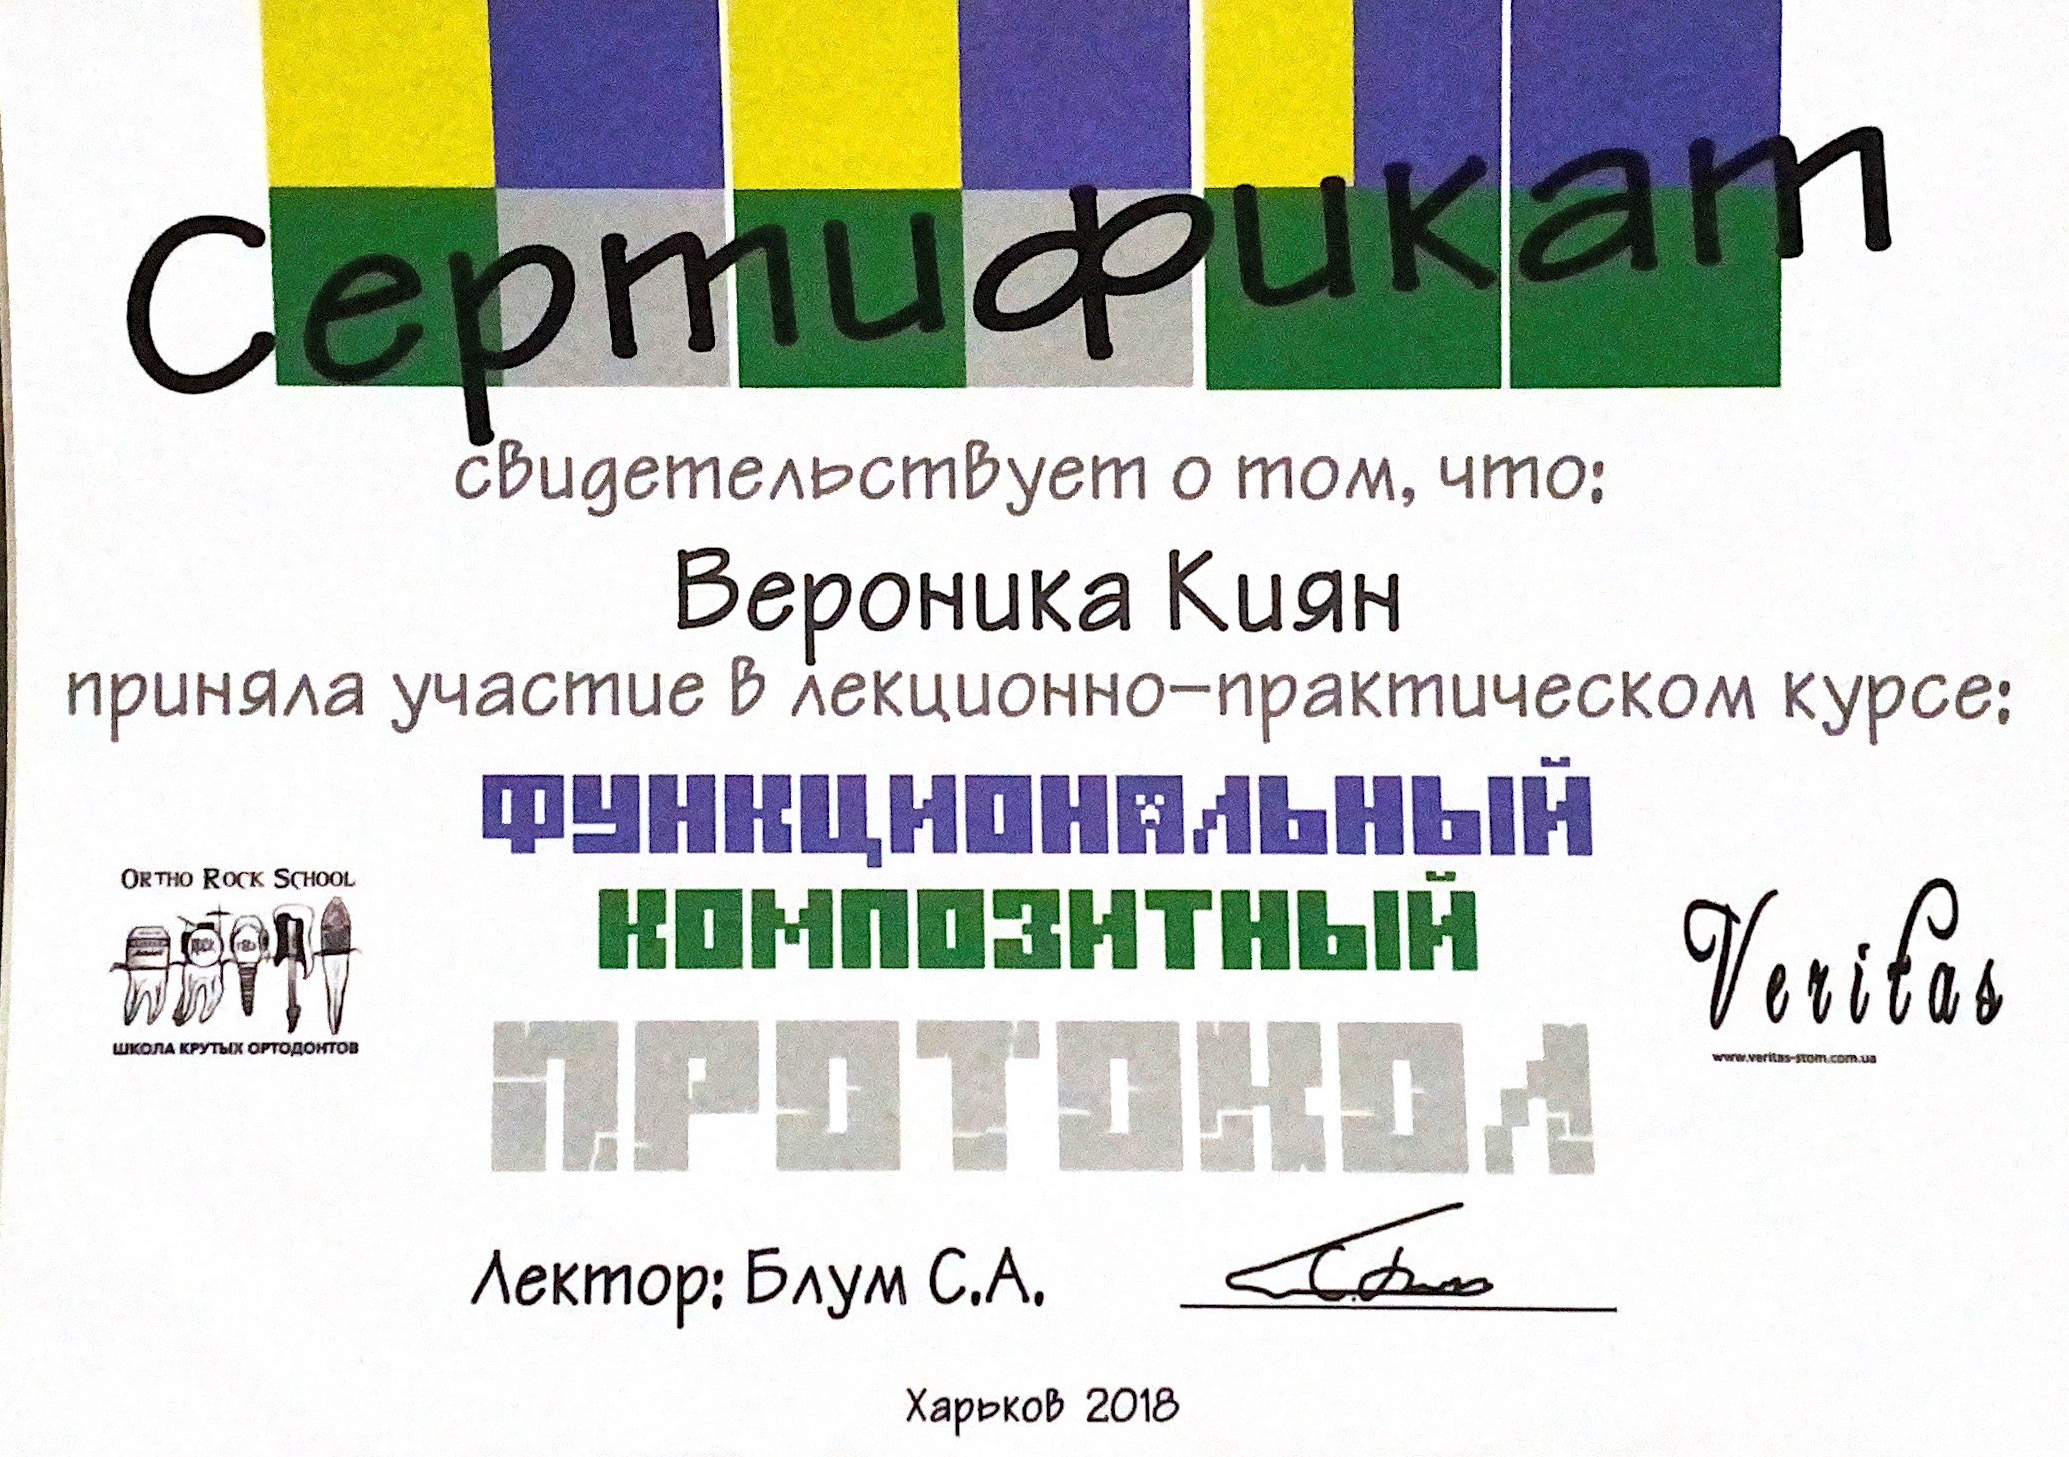 Сертификат
свидетельствует о том, что:
Вероника Киян
приняла участие в лекционно-практическом курсе:
ФУНКЦИОНАЛЬНЫЙ
КОМПОЗИТНЫЙ
ПРОТОКОЛ
ORTHO ROCK SCHOOL
ШКОЛА КРУТЫХ ОРТОДОНТОВ
Veritas
www.veritas-stom.com.ua
Лектор: Блум С.А.
Харьков 2018